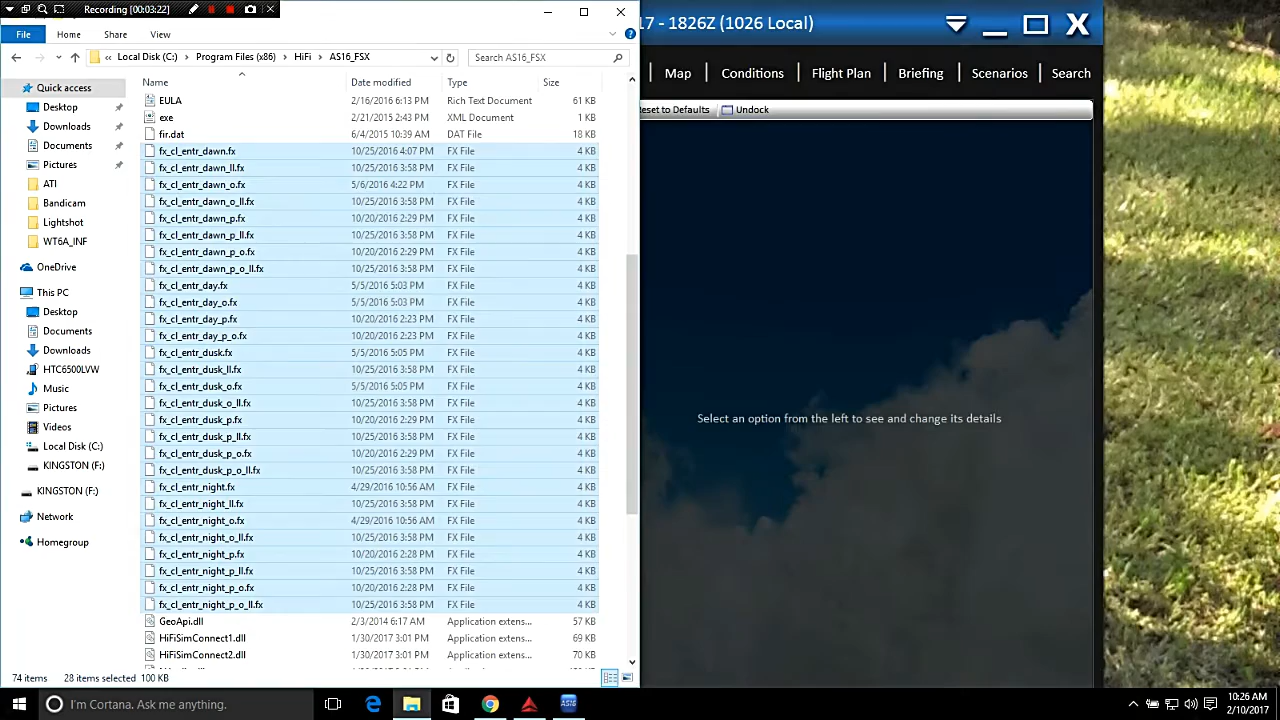 Recording [00:03:22]
17 - 1826Z (1026 Local)
File Home Share View
Local Disk (C:) Program Files (x86) HiFi AS16_FSX Search AS16_FSX
Map Conditions Flight Plan Briefing Scenarios Search
eset to Defaults Undock
Select an option from the left to see and change its details
Quick access
Desktop
Downloads
Documents
Pictures
ATI
Bandicam
Lightshot
WT6A_INF
OneDrive
This PC
Desktop
Documents
Downloads
HTC6500LVW
Music
Pictures
Videos
Local Disk (C:)
KINGSTON (F:)
KINGSTON (F:)
Network
Homegroup
Name Date modified Type Size
EULA 2/16/2016 6:13 PM Rich Text Document 61 KB
exe 2/21/2015 2:43 PM XML Document 1 KB
fir.dat 6/4/2015 10:39 AM DAT File 18 KB
fx_cl_entr_dawn.fx 10/25/2016 4:07 PM FX File 4 KB
fx_cl_entr_dawn_ll.fx 10/25/2016 3:58 PM FX File 4 KB
fx_cl_entr_dawn_o.fx 5/6/2016 4:22 PM FX File 4 KB
fx_cl_entr_dawn_o_ll.fx 10/25/2016 3:58 PM FX File 4 KB
fx_cl_entr_dawn_p.fx 10/20/2016 2:29 PM FX File 4 KB
fx_cl_entr_dawn_p_ll.fx 10/25/2016 3:58 PM FX File 4 KB
fx_cl_entr_dawn_p_o.fx 10/20/2016 2:29 PM FX File 4 KB
fx_cl_entr_dawn_p_o_ll.fx 10/25/2016 3:58 PM FX File 4 KB
fx_cl_entr_day.fx 5/5/2016 5:03 PM FX File 4 KB
fx_cl_entr_day_o.fx 5/5/2016 5:03 PM FX File 4 KB
fx_cl_entr_day_p.fx 10/20/2016 2:23 PM FX File 4 KB
fx_cl_entr_day_p_o.fx 10/20/2016 2:23 PM FX File 4 KB
fx_cl_entr_dusk.fx 5/5/2016 5:05 PM FX File 4 KB
fx_cl_entr_dusk_ll.fx 10/25/2016 3:58 PM FX File 4 KB
fx_cl_entr_dusk_o.fx 5/5/2016 5:05 PM FX File 4 KB
fx_cl_entr_dusk_o_ll.fx 10/25/2016 3:58 PM FX File 4 KB
fx_cl_entr_dusk_p.fx 10/20/2016 2:29 PM FX File 4 KB
fx_cl_entr_dusk_p_ll.fx 10/25/2016 3:58 PM FX File 4 KB
fx_cl_entr_dusk_p_o.fx 10/20/2016 2:29 PM FX File 4 KB
fx_cl_entr_dusk_p_o_ll.fx 10/25/2016 3:58 PM FX File 4 KB
fx_cl_entr_night.fx 4/29/2016 10:56 AM FX File 4 KB
fx_cl_entr_night_ll.fx 10/25/2016 3:58 PM FX File 4 KB
fx_cl_entr_night_o.fx 4/29/2016 10:56 AM FX File 4 KB
fx_cl_entr_night_o_ll.fx 10/25/2016 3:58 PM FX File 4 KB
fx_cl_entr_night_p.fx 10/20/2016 2:28 PM FX File 4 KB
fx_cl_entr_night_p_ll.fx 10/25/2016 3:58 PM FX File 4 KB
fx_cl_entr_night_p_o.fx 10/20/2016 2:28 PM FX File 4 KB
fx_cl_entr_night_p_o_ll.fx 10/25/2016 3:58 PM FX File 4 KB
GeoApi.dll 2/3/2014 6:17 AM Application extens... 57 KB
HiFiSimConnect1.dll 1/30/2017 3:01 PM Application extens... 69 KB
HiFiSimConnect2.dll 1/30/2017 3:01 PM Application extens... 70 KB
74 items 28 items selected 100 KB
I'm Cortana. Ask me anything.
AS16
10:26 AM
2/10/2017